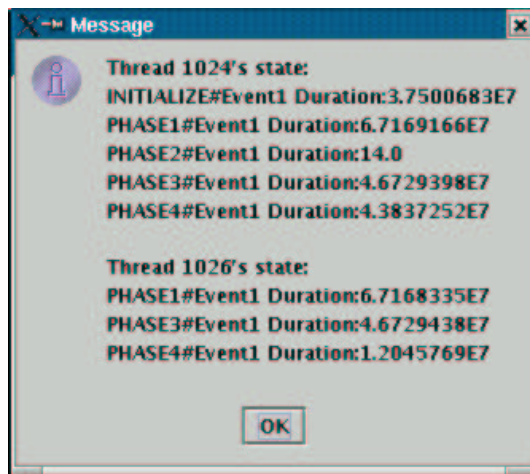 Message
Thread 1024's state:
INITIALIZE#Event1 Duration:3.7500683E7
PHASE1#Event1 Duration:6.7169166E7
PHASE2#Event1 Duration:14.0
PHASE3#Event1 Duration:4.6729398E7
PHASE4#Event1 Duration:4.3837252E7
Thread 1026's state:
PHASE1#Event1 Duration:6.7168335E7
PHASE3#Event1 Duration:4.6729438E7
PHASE4#Event1 Duration:1.2045769E7
OK